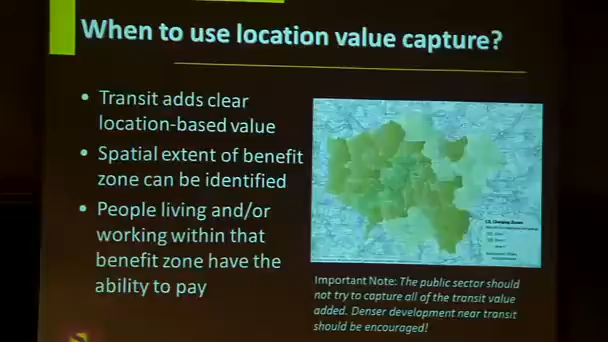 When to use location value capture?
• Transit adds clear
location-based value
• Spatial extent of benefit
zone can be identified
• People living and/or
working within that
benefit zone have the
ability to pay
Important Note: The public sector should
not try to capture all of the transit value
added. Denser development near transit
should be encouraged!